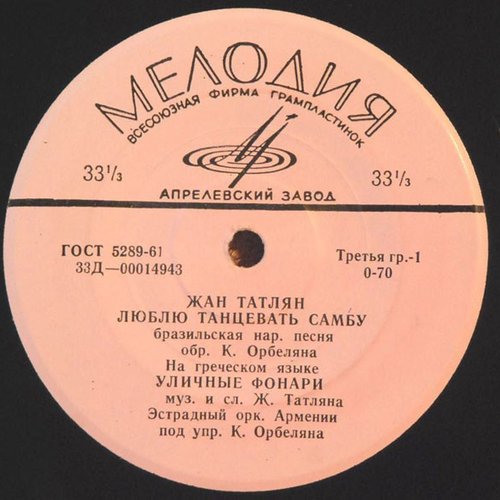 МЕЛОДИЯ
ВСЕСОЮЗНАЯ ФИРМА ГРАМПЛАСТИНОК
33⅓ 33⅓
АПРЕЛЕВСКИЙ ЗАВОД
ГОСТ 5289-61 Третья гр.-1
33Д—00014943 0-70
ЖАН ТАТЛЯН
ЛЮБЛЮ ТАНЦЕВАТЬ САМБУ
бразильская нар. песня
обр. К. Орбеляна
На греческом языке
УЛИЧНЫЕ ФОНАРИ
муз. и сл. Ж. Татляна
Эстрадный орк. Армении
под упр. К. Орбеляна